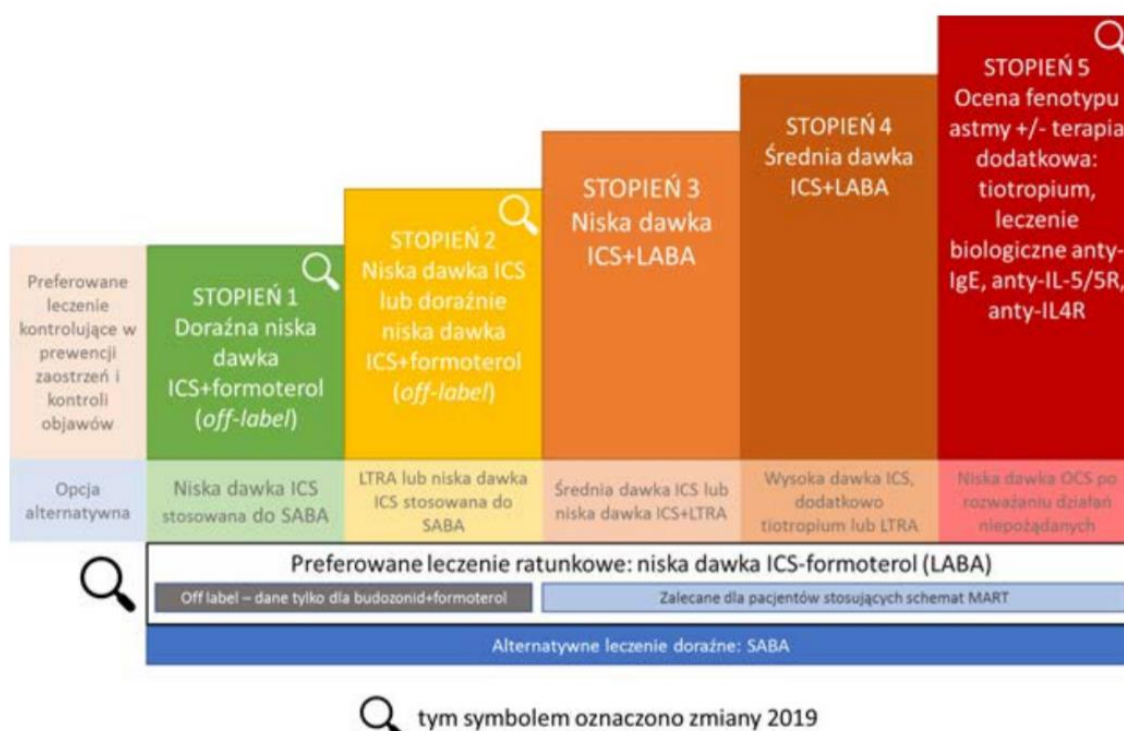 STOPIEŃ 5
Ocena fenotypu
astmy +/- terapia
dodatkowa:
tiotropium,
leczenie
biologiczne anty-
IgE, anty-IL-5/5R,
anty-IL4R
STOPIEŃ 4
Średnia dawka
ICS+LABA
STOPIEŃ 3
Niska dawka
ICS+LABA
STOPIEŃ 2
Niska dawka ICS
lub doraźnie
niska dawka
ICS+formoterol
(off-label)
STOPIEŃ 1
Doraźna niska
dawka
ICS+formoterol
(off-label)
Preferowane
leczenie
kontrolujące w
prewencji
zaostrzeń i
kontroli
objawów
Opcja
alternatywna
Niska dawka ICS
stosowana do SABA
LTRA lub niska dawka
ICS stosowana do
SABA
Średnia dawka ICS lub
niska dawka ICS+LTRA
Wysoka dawka ICS,
dodatkowo
tiotropium lub LTRA
Niska dawka OCS po
rozważaniu działań
niepożądanych
Preferowane leczenie ratunkowe: niska dawka ICS-formoterol (LABA)
Off label – dane tylko dla budozonid+formoterol
Zalecane dla pacjentów stosujących schemat MART
Alternatywne leczenie doraźne: SABA
tym symbolem oznaczono zmiany 2019